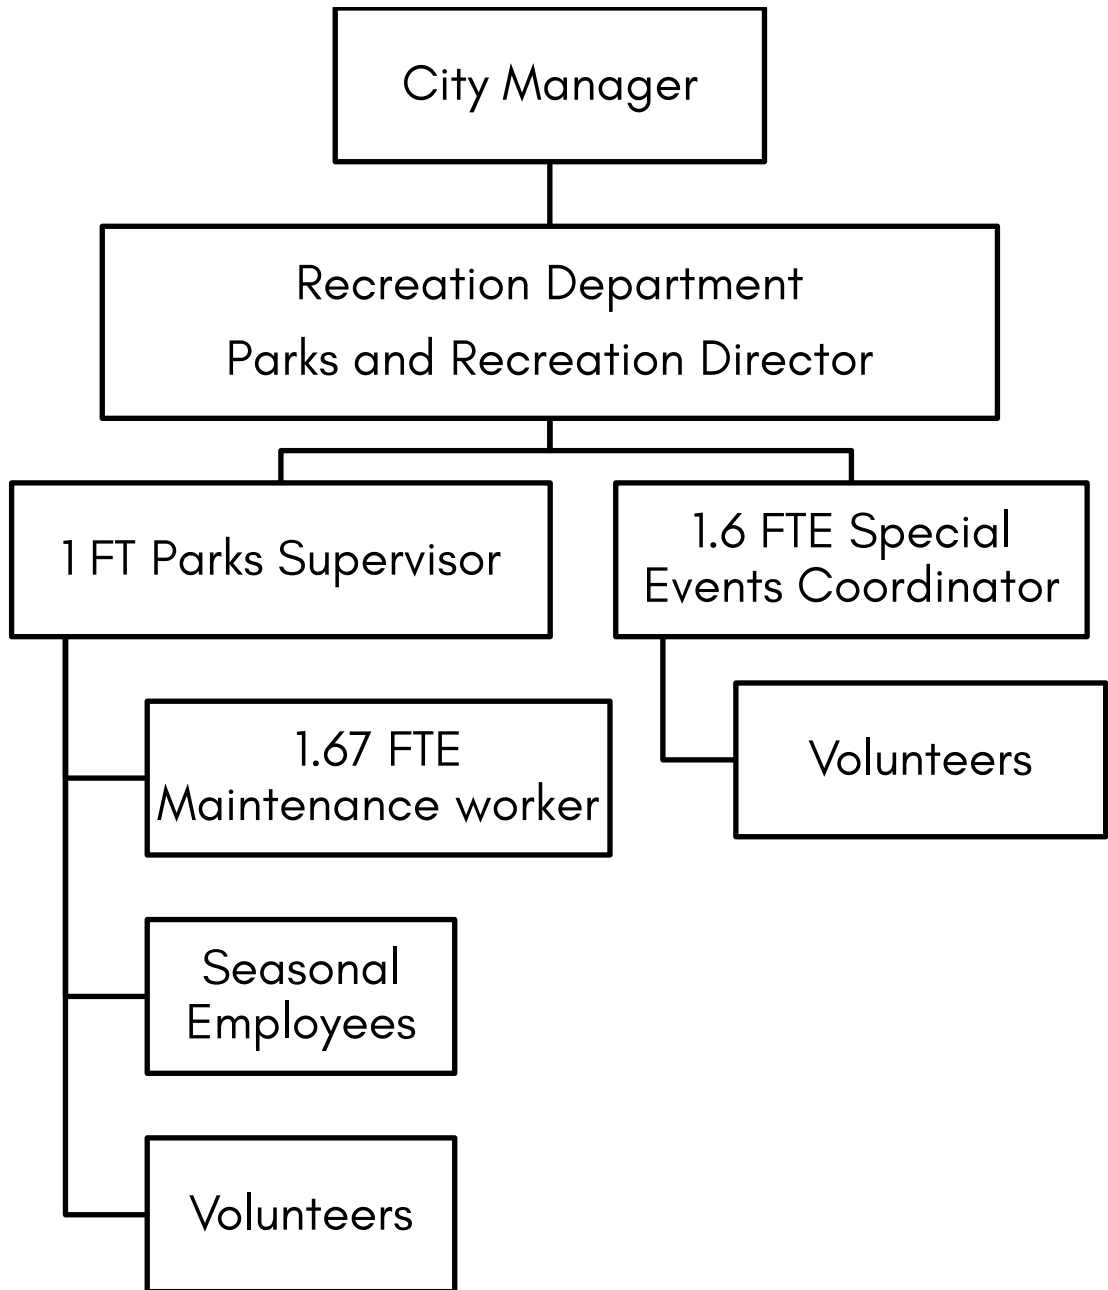 City Manager
Recreation Department
Parks and Recreation Director
1 FT Parks Supervisor
1.6 FTE Special
Events Coordinator
1.67 FTE
Maintenance worker
Volunteers
Seasonal
Employees
Volunteers